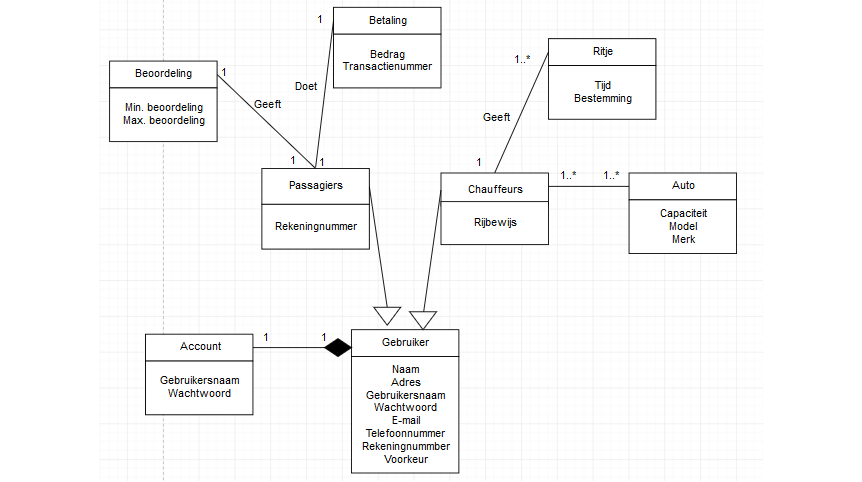 1
Betaling
Bedrag
Transactienummer
Doet
Beoordeling
1
Min. beoordeling
Max. beoordeling
Geeft
1
1
Passagiers
Rekeningnummer
1..*
Ritje
Tijd
Bestemming
Geeft
1
Chauffeurs
Rijbewijs
1..*
1..*
Auto
Capaciteit
Model
Merk
Account
1
1
Gebruikersnaam
Wachtwoord
Gebruiker
Naam
Adres
Gebruikersnaam
Wachtwoord
E-mail
Telefoonnummer
Rekeningnummber
Voorkeur